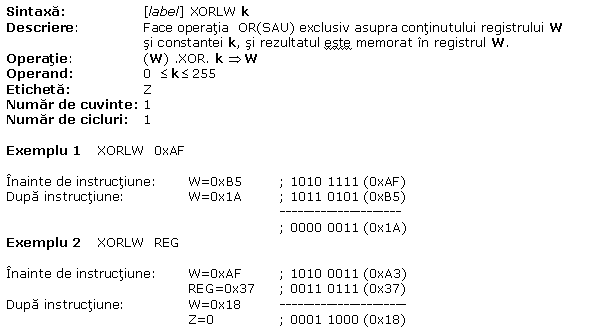 Sintaxă: [label] XORLW k
Descriere: Face operaţia OR(SAU) exclusiv asupra conţinutului registrului W
şi constantei k, şi rezultatul este memorat în registrul W.
Operaţie: (W) .XOR. k ⇒ W
Operand: 0 ≤ k ≤ 255
Etichetă: Z
Număr de cuvinte: 1
Număr de cicluri: 1
Exemplu 1 XORLW 0xAF
Înainte de instrucţiune: W=0xB5 ; 1010 1111 (0xAF)
După instrucţiune: W=0x1A ; 1011 0101 (0xB5)
---------------------
; 0000 0011 (0x1A)
Exemplu 2 XORLW REG
Înainte de instrucţiune: W=0xAF ; 1010 0011 (0xA3)
REG=0x37 ; 0011 0111 (0x37)
După instrucţiune: W=0x18 ----------------------
Z=0 ; 0001 1000 (0x18)